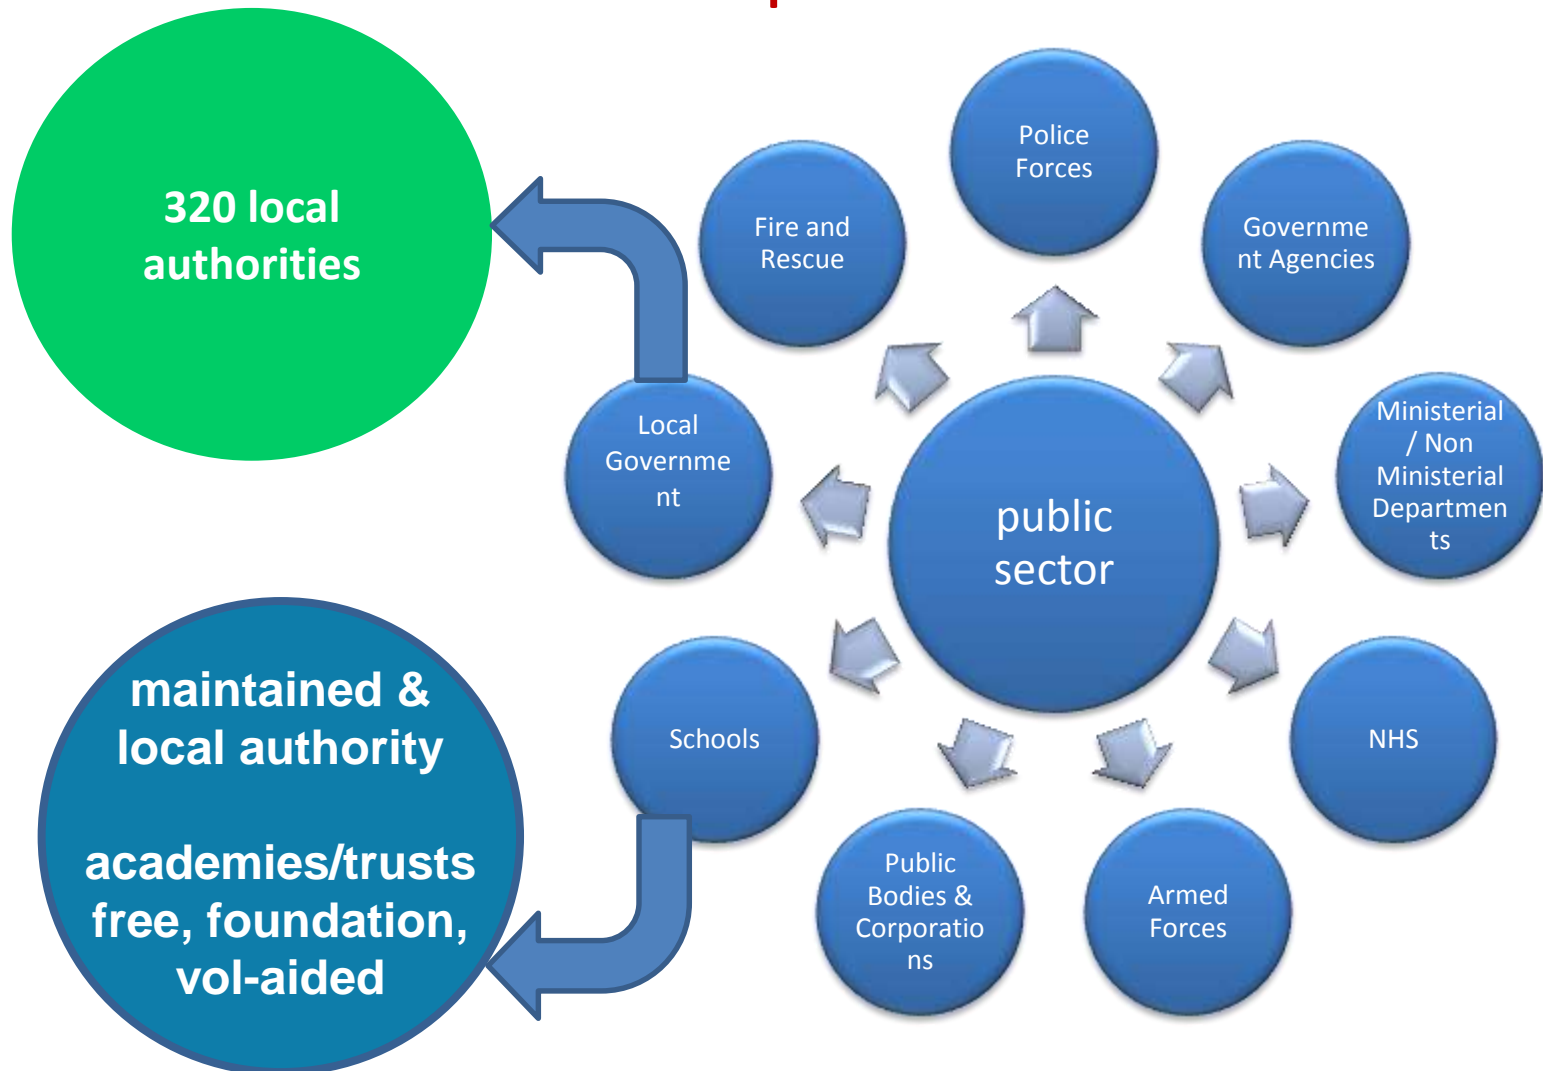 320 local
authorities
Police
Forces
Fire and
Rescue
Governme
nt Agencies
Local
Governme
nt
Ministerial
/ Non
Ministerial
Departmen
ts
public
sector
maintained &
local authority
academies/trusts
free, foundation,
vol-aided
Schools
NHS
Public
Bodies &
Corporatio
ns
Armed
Forces